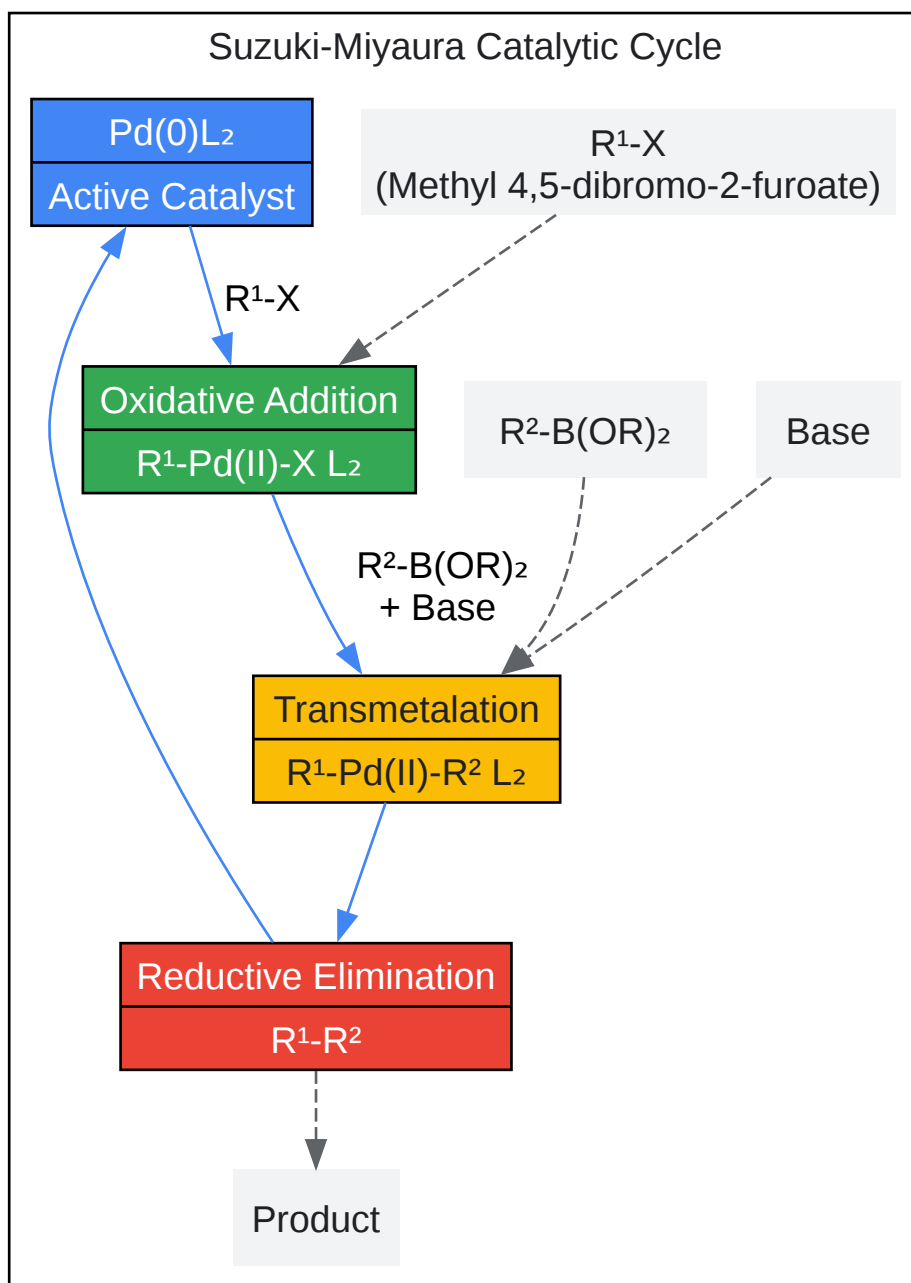 Suzuki-Miyaura Catalytic Cycle
Pd(0)L₂
Active Catalyst
R¹-X
(Methyl 4,5-dibromo-2-furoate)
R¹-X
Oxidative Addition
R¹-Pd(II)-X L₂
R²-B(OR)₂
Base
R²-B(OR)₂
+ Base
Transmetalation
R¹-Pd(II)-R² L₂
Reductive Elimination
R¹-R²
Product